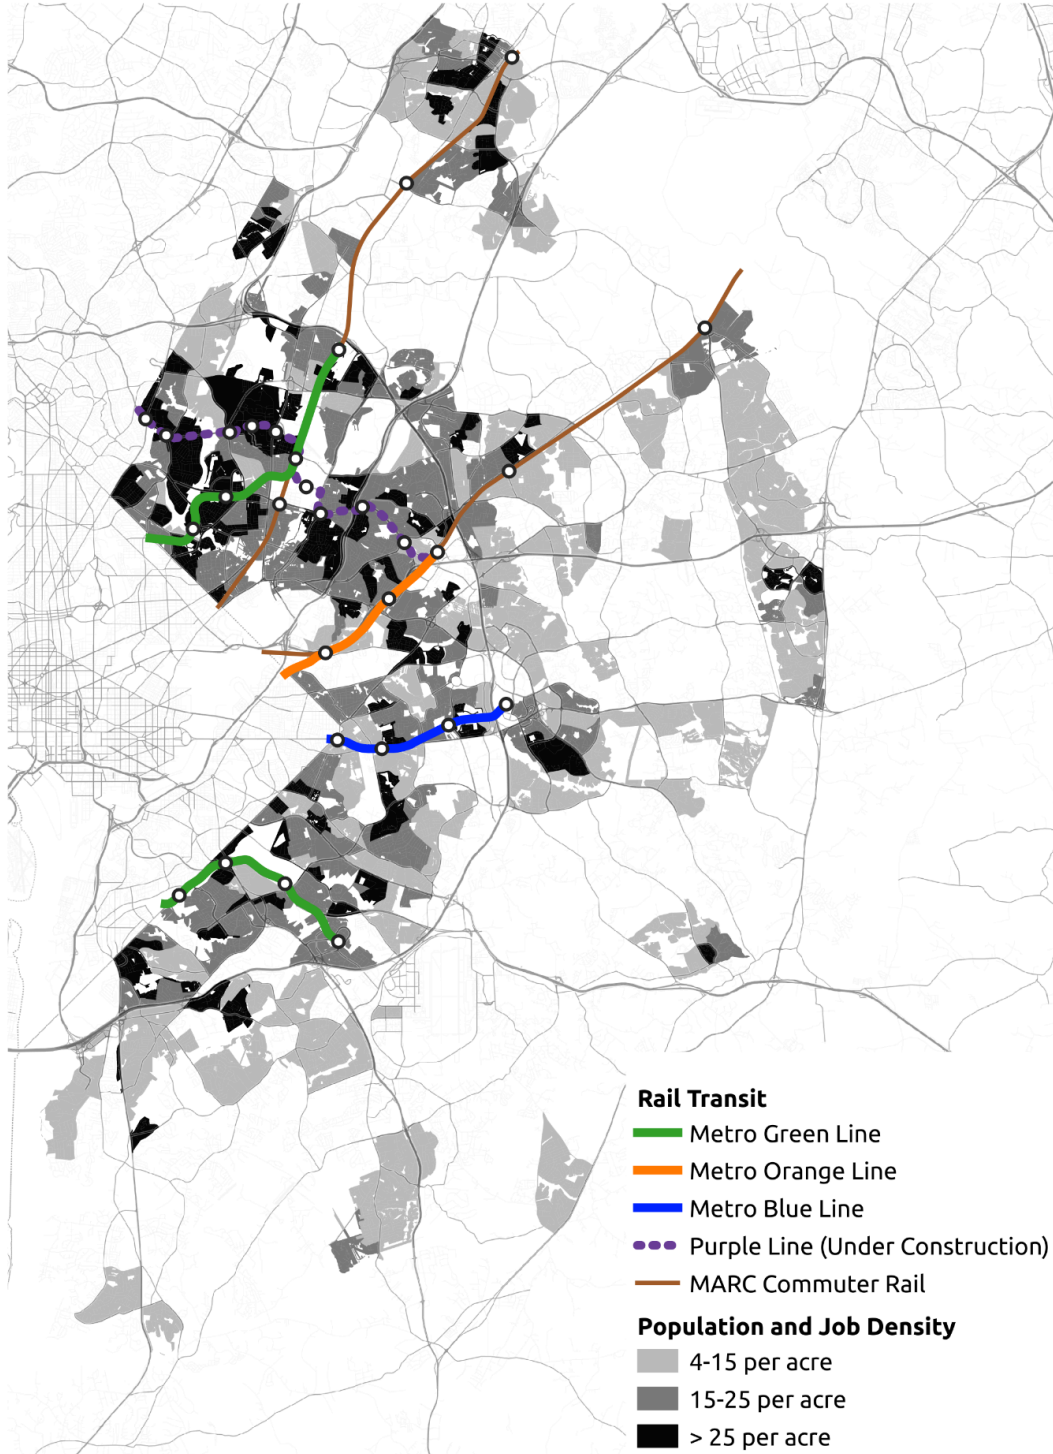 Rail Transit
Metro Green Line
Metro Orange Line
Metro Blue Line
Purple Line (Under Construction)
MARC Commuter Rail
Population and Job Density
4-15 per acre
15-25 per acre
> 25 per acre